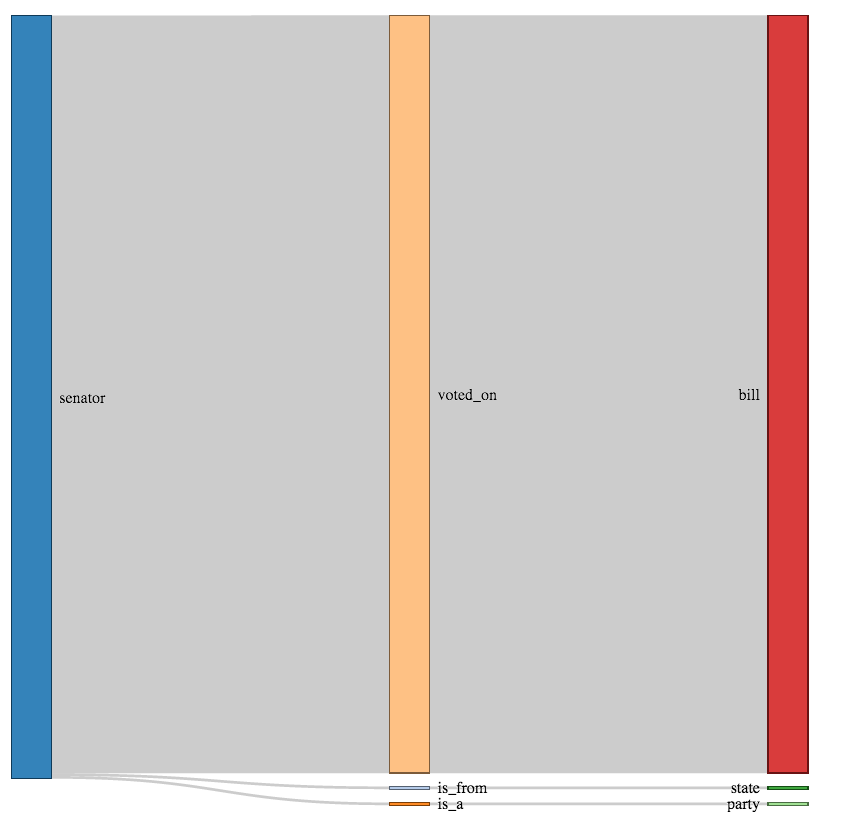 senator
voted_on
bill
is_from
state
is_a
party